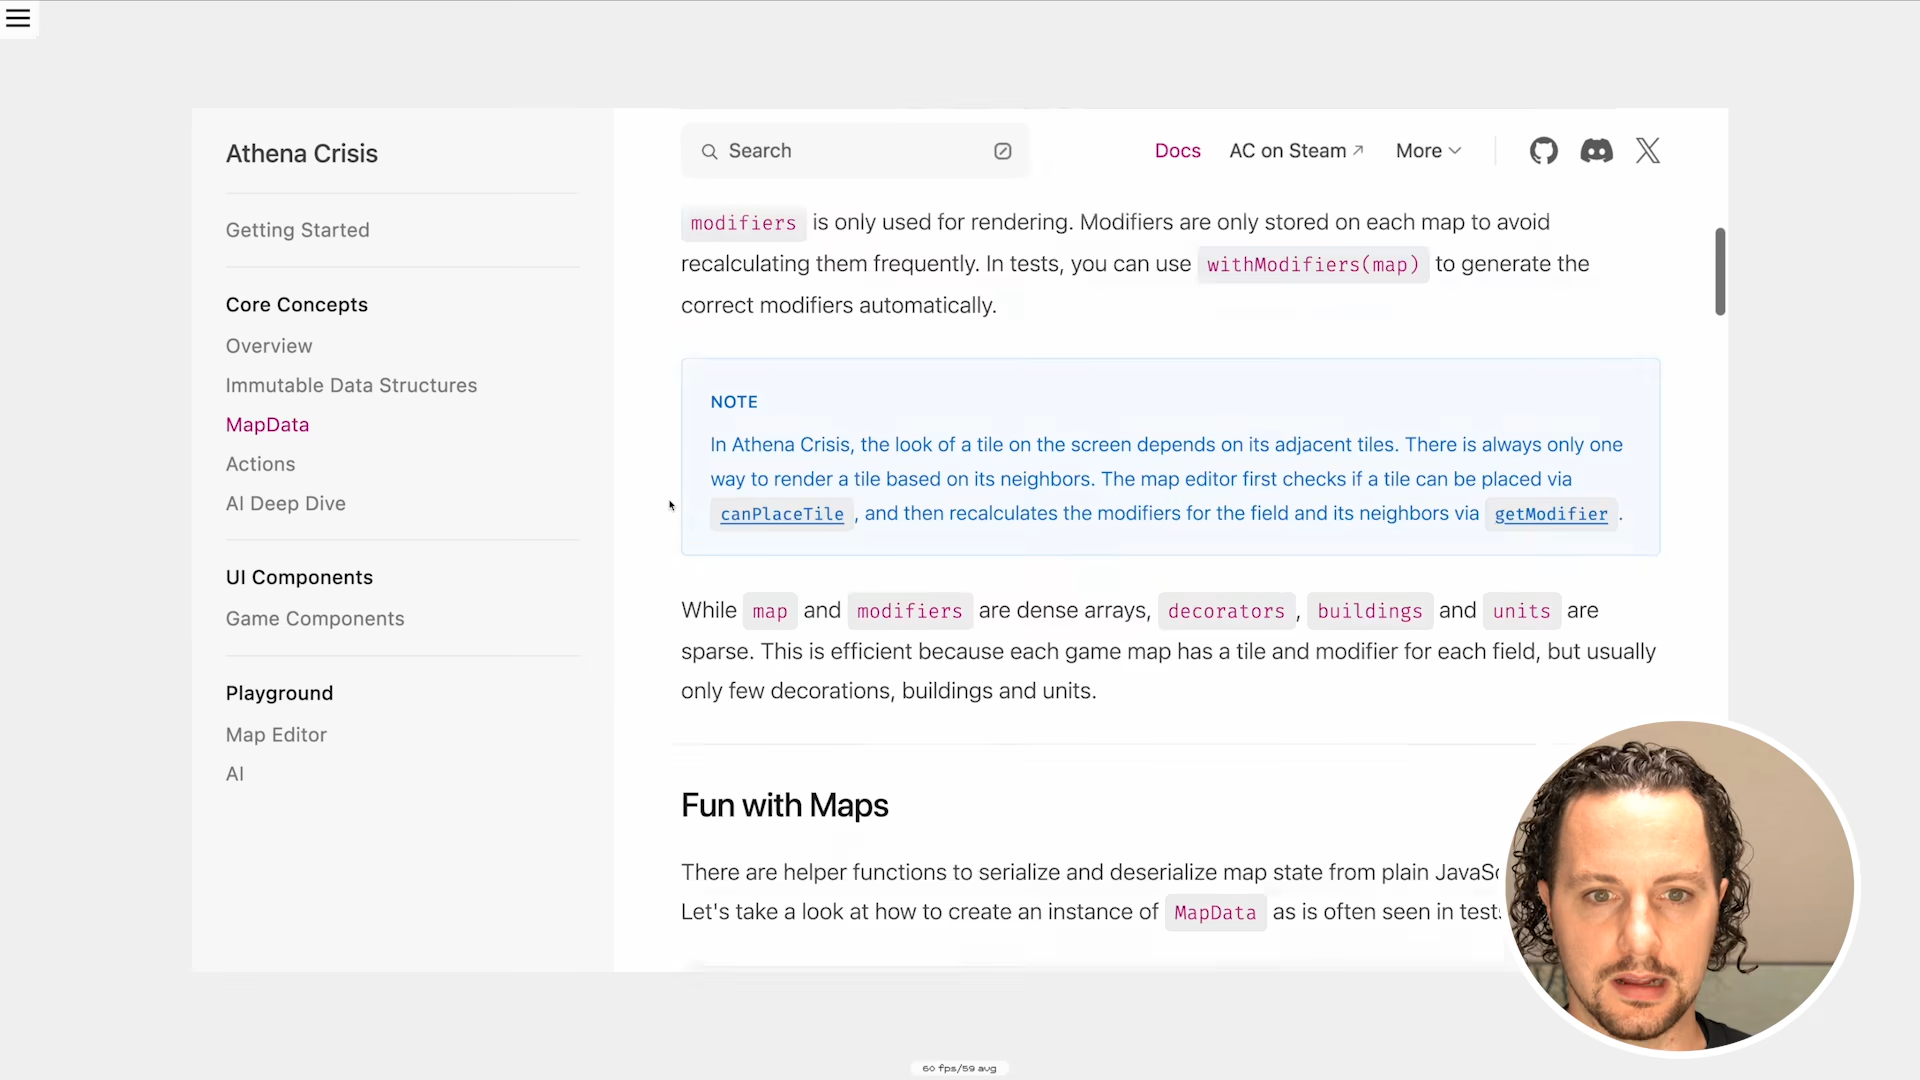 Athena Crisis
Getting Started
Core Concepts
Overview
Immutable Data Structures
MapData
Actions
AI Deep Dive
UI Components
Game Components
Playground
Map Editor
AI
Search
Docs
AC on Steam
More
modifiers is only used for rendering. Modifiers are only stored on each map to avoid
recalculating them frequently. In tests, you can use withModifiers(map) to generate the
correct modifiers automatically.
NOTE
In Athena Crisis, the look of a tile on the screen depends on its adjacent tiles. There is always only one
way to render a tile based on its neighbors. The map editor first checks if a tile can be placed via
canPlaceTile, and then recalculates the modifiers for the field and its neighbors via getModifier.
While map and modifiers are dense arrays, decorators, buildings and units are
sparse. This is efficient because each game map has a tile and modifier for each field, but usually
only few decorations, buildings and units.
Fun with Maps
There are helper functions to serialize and deserialize map state from plain JavaSc
Let's take a look at how to create an instance of MapData as is often seen in tests
60 fps/59 avg